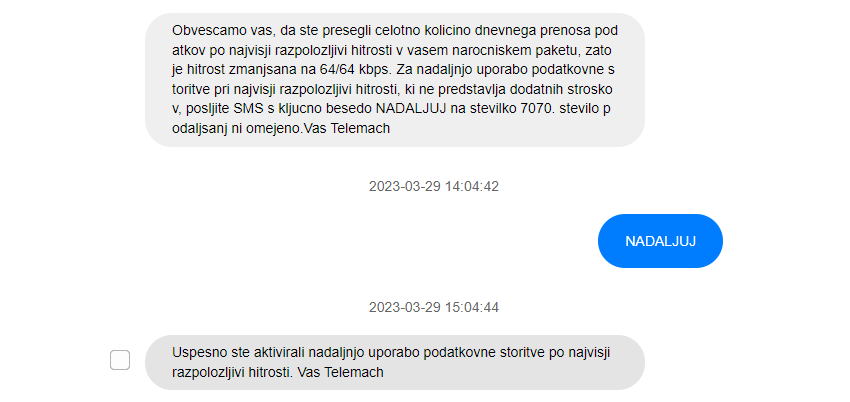 Obvescamo vas, da ste presegli celotno kolicino dnevnega prenosa pod
atkov po najvisji razpolozljivi hitrosti v vasem narocniskem paketu, zato
je hitrost zmanjsana na 64/64 kbps. Za nadaljnjo uporabo podatkovne s
toritve pri najvisji razpolozljivi hitrosti, ki ne predstavlja dodatnih strosko
v, posljite SMS s kljucno besedo NADALJUJ na stevilko 7070. stevilo p
odaljsanj ni omejeno.Vas Telemach
2023-03-29 14:04:42
NADALJUJ
2023-03-29 15:04:44
Uspesno ste aktivirali nadaljnjo uporabo podatkovne storitve po najvisji
razpolozljivi hitrosti. Vas Telemach